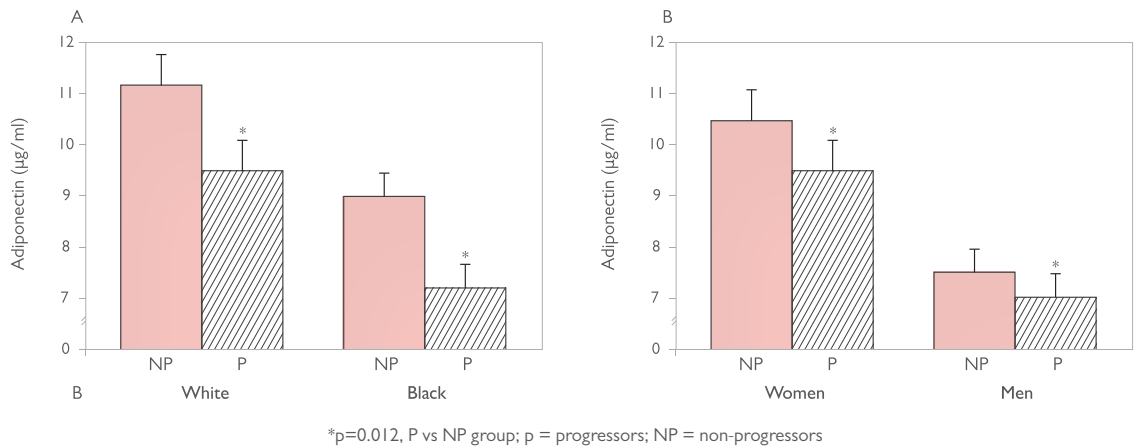 A
12
11
10
9
8
7
0
Adiponectin (µg/ml)
*
*
NP P NP P
B White Black
B
12
11
10
9
8
7
0
Adiponectin (µg/ml)
*
*
NP P NP P
Women Men
*p=0.012, P vs NP group; p = progressors; NP = non-progressors